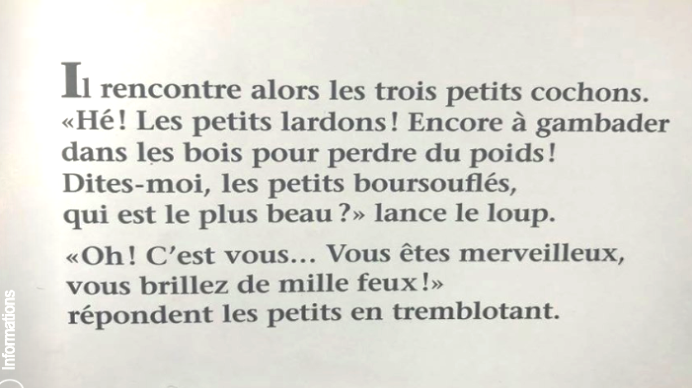 Il rencontre alors les trois petits cochons.
«Hé! Les petits lardons! Encore à gambader
dans les bois pour perdre du poids!
Dites-moi, les petits boursouflés,
qui est le plus beau?» lance le loup.
«Oh! C'est vous... Vous êtes merveilleux,
vous brillez de mille feux!»
répondent les petits en tremblotant.
Informations